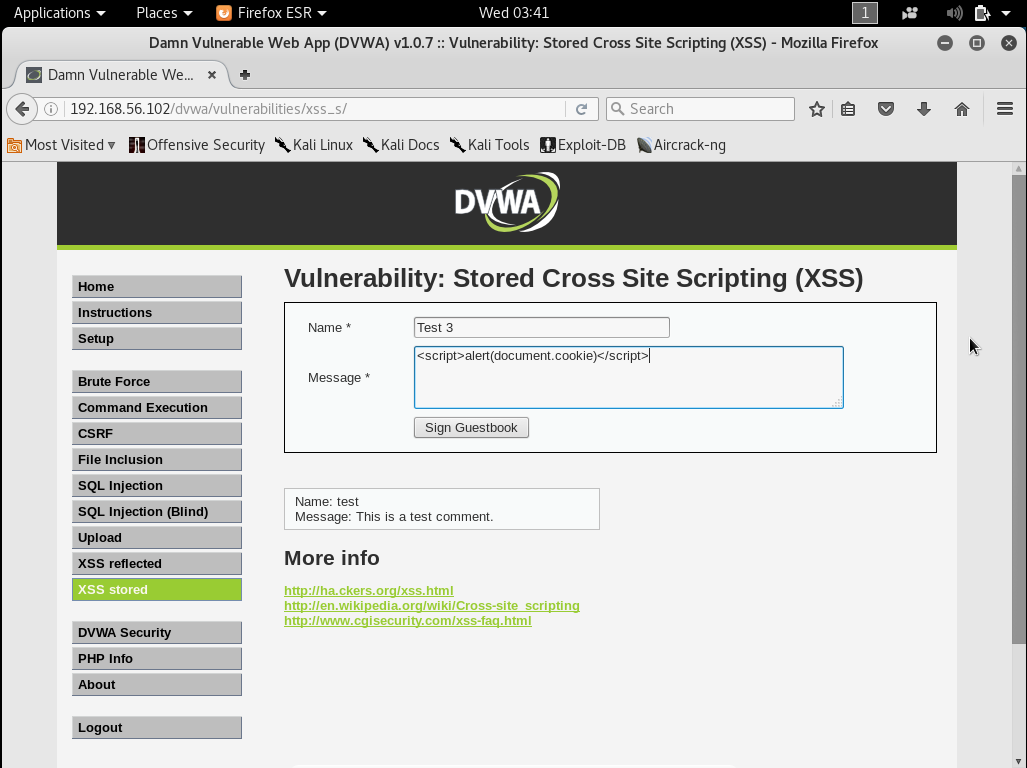 Applications Places Firefox ESR Wed 03:41 1
Damn Vulnerable Web App (DVWA) v1.0.7 :: Vulnerability: Stored Cross Site Scripting (XSS) - Mozilla Firefox
Damn Vulnerable We...
192.168.56.102/dvwa/vulnerabilities/xss_s/ Search
Most Visited Offensive Security Kali Linux Kali Docs Kali Tools Exploit-DB Aircrack-ng
DVWA
Home
Instructions
Setup
Brute Force
Command Execution
CSRF
File Inclusion
SQL Injection
SQL Injection (Blind)
Upload
XSS reflected
XSS stored
DVWA Security
PHP Info
About
Logout
Vulnerability: Stored Cross Site Scripting (XSS)
Name * Test 3
Message * <script>alert(document.cookie)</script>
Sign Guestbook
Name: test
Message: This is a test comment.
More info
http://ha.ckers.org/xss.html
http://en.wikipedia.org/wiki/Cross-site_scripting
http://www.cgisecurity.com/xss-faq.html